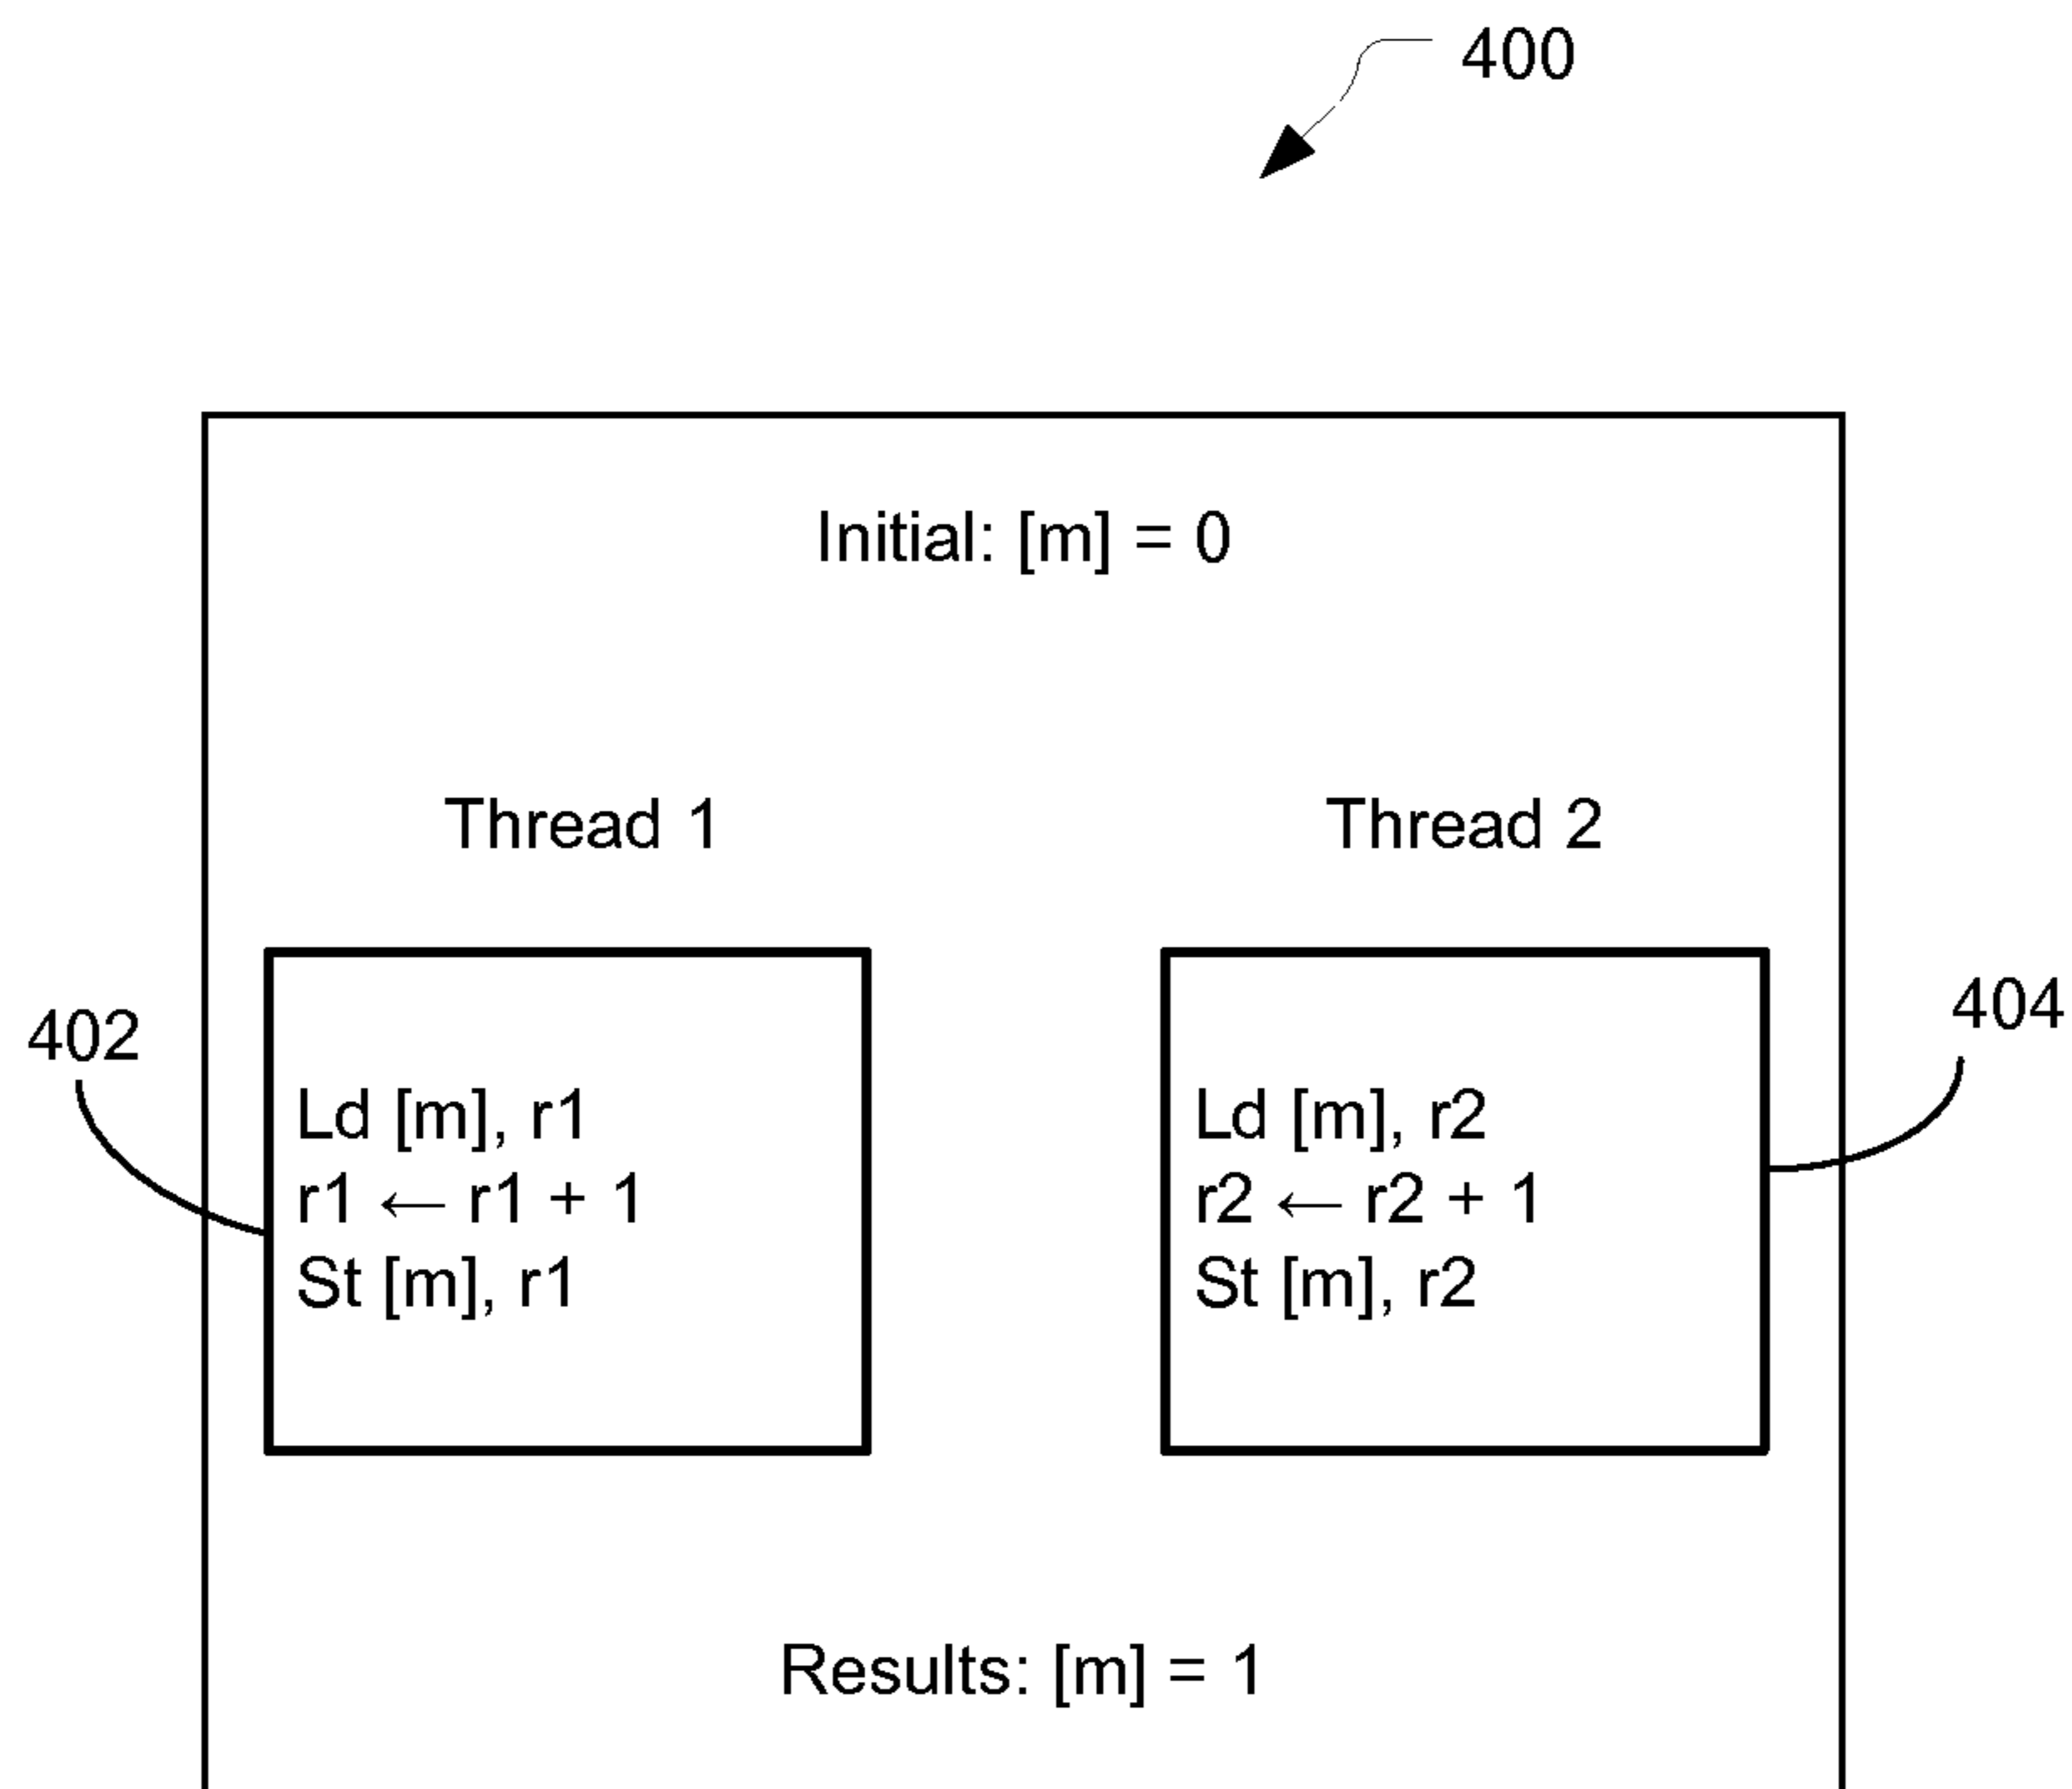 400
Initial: [m] = 0
Thread 1
Thread 2
402
404
Ld [m], r1
r1 ← r1 + 1
St [m], r1
Ld [m], r2
r2 ← r2 + 1
St [m], r2
Results: [m] = 1